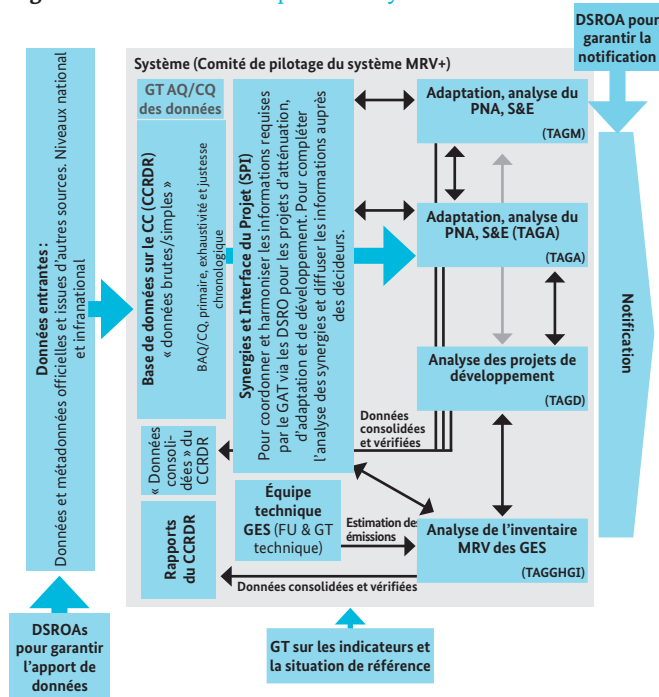 DSROA pour
garantir la
notification
Système (Comité de pilotage du système MRV+)
Données entrantes :
Données et métadonnées officielles et issues d'autres sources. Niveaux national
et infranational
GT AQ/CQ
des données
Base de données sur le CC (CCRDR)
« données brutes/simples »
BAQ/CQ, primaire, exhaustivité et justesse
chronologique
Synergies et Interface du Projet (SPI)
Pour coordonner et harmoniser les informations requises
par le GAT via les DSRO pour les projets d'atténuation,
d'adaptation et de développement. Pour compléter
l'analyse des synergies et diffuser les informations auprès
des décideurs.
Adaptation, analyse du
PNA, S&E
(TAGM)
Adaptation, analyse du
PNA, S&E (TAGA)
(TAGA)
Analyse des projets de
développement
(TAGD)
Notification
Données consolidées
et vérifiées
« Données
consoli-
dées » du
CCRDR
Équipe
technique
GES (FU & GT
technique)
Estimation des
émissions
Analyse de l'inventaire
MRV des GES
(TAGGHGI)
Rapports
du CCRDR
Données consolidées et vérifiées
DSROAs
pour garantir
l'apport de
données
GT sur les indicateurs et
la situation de référence